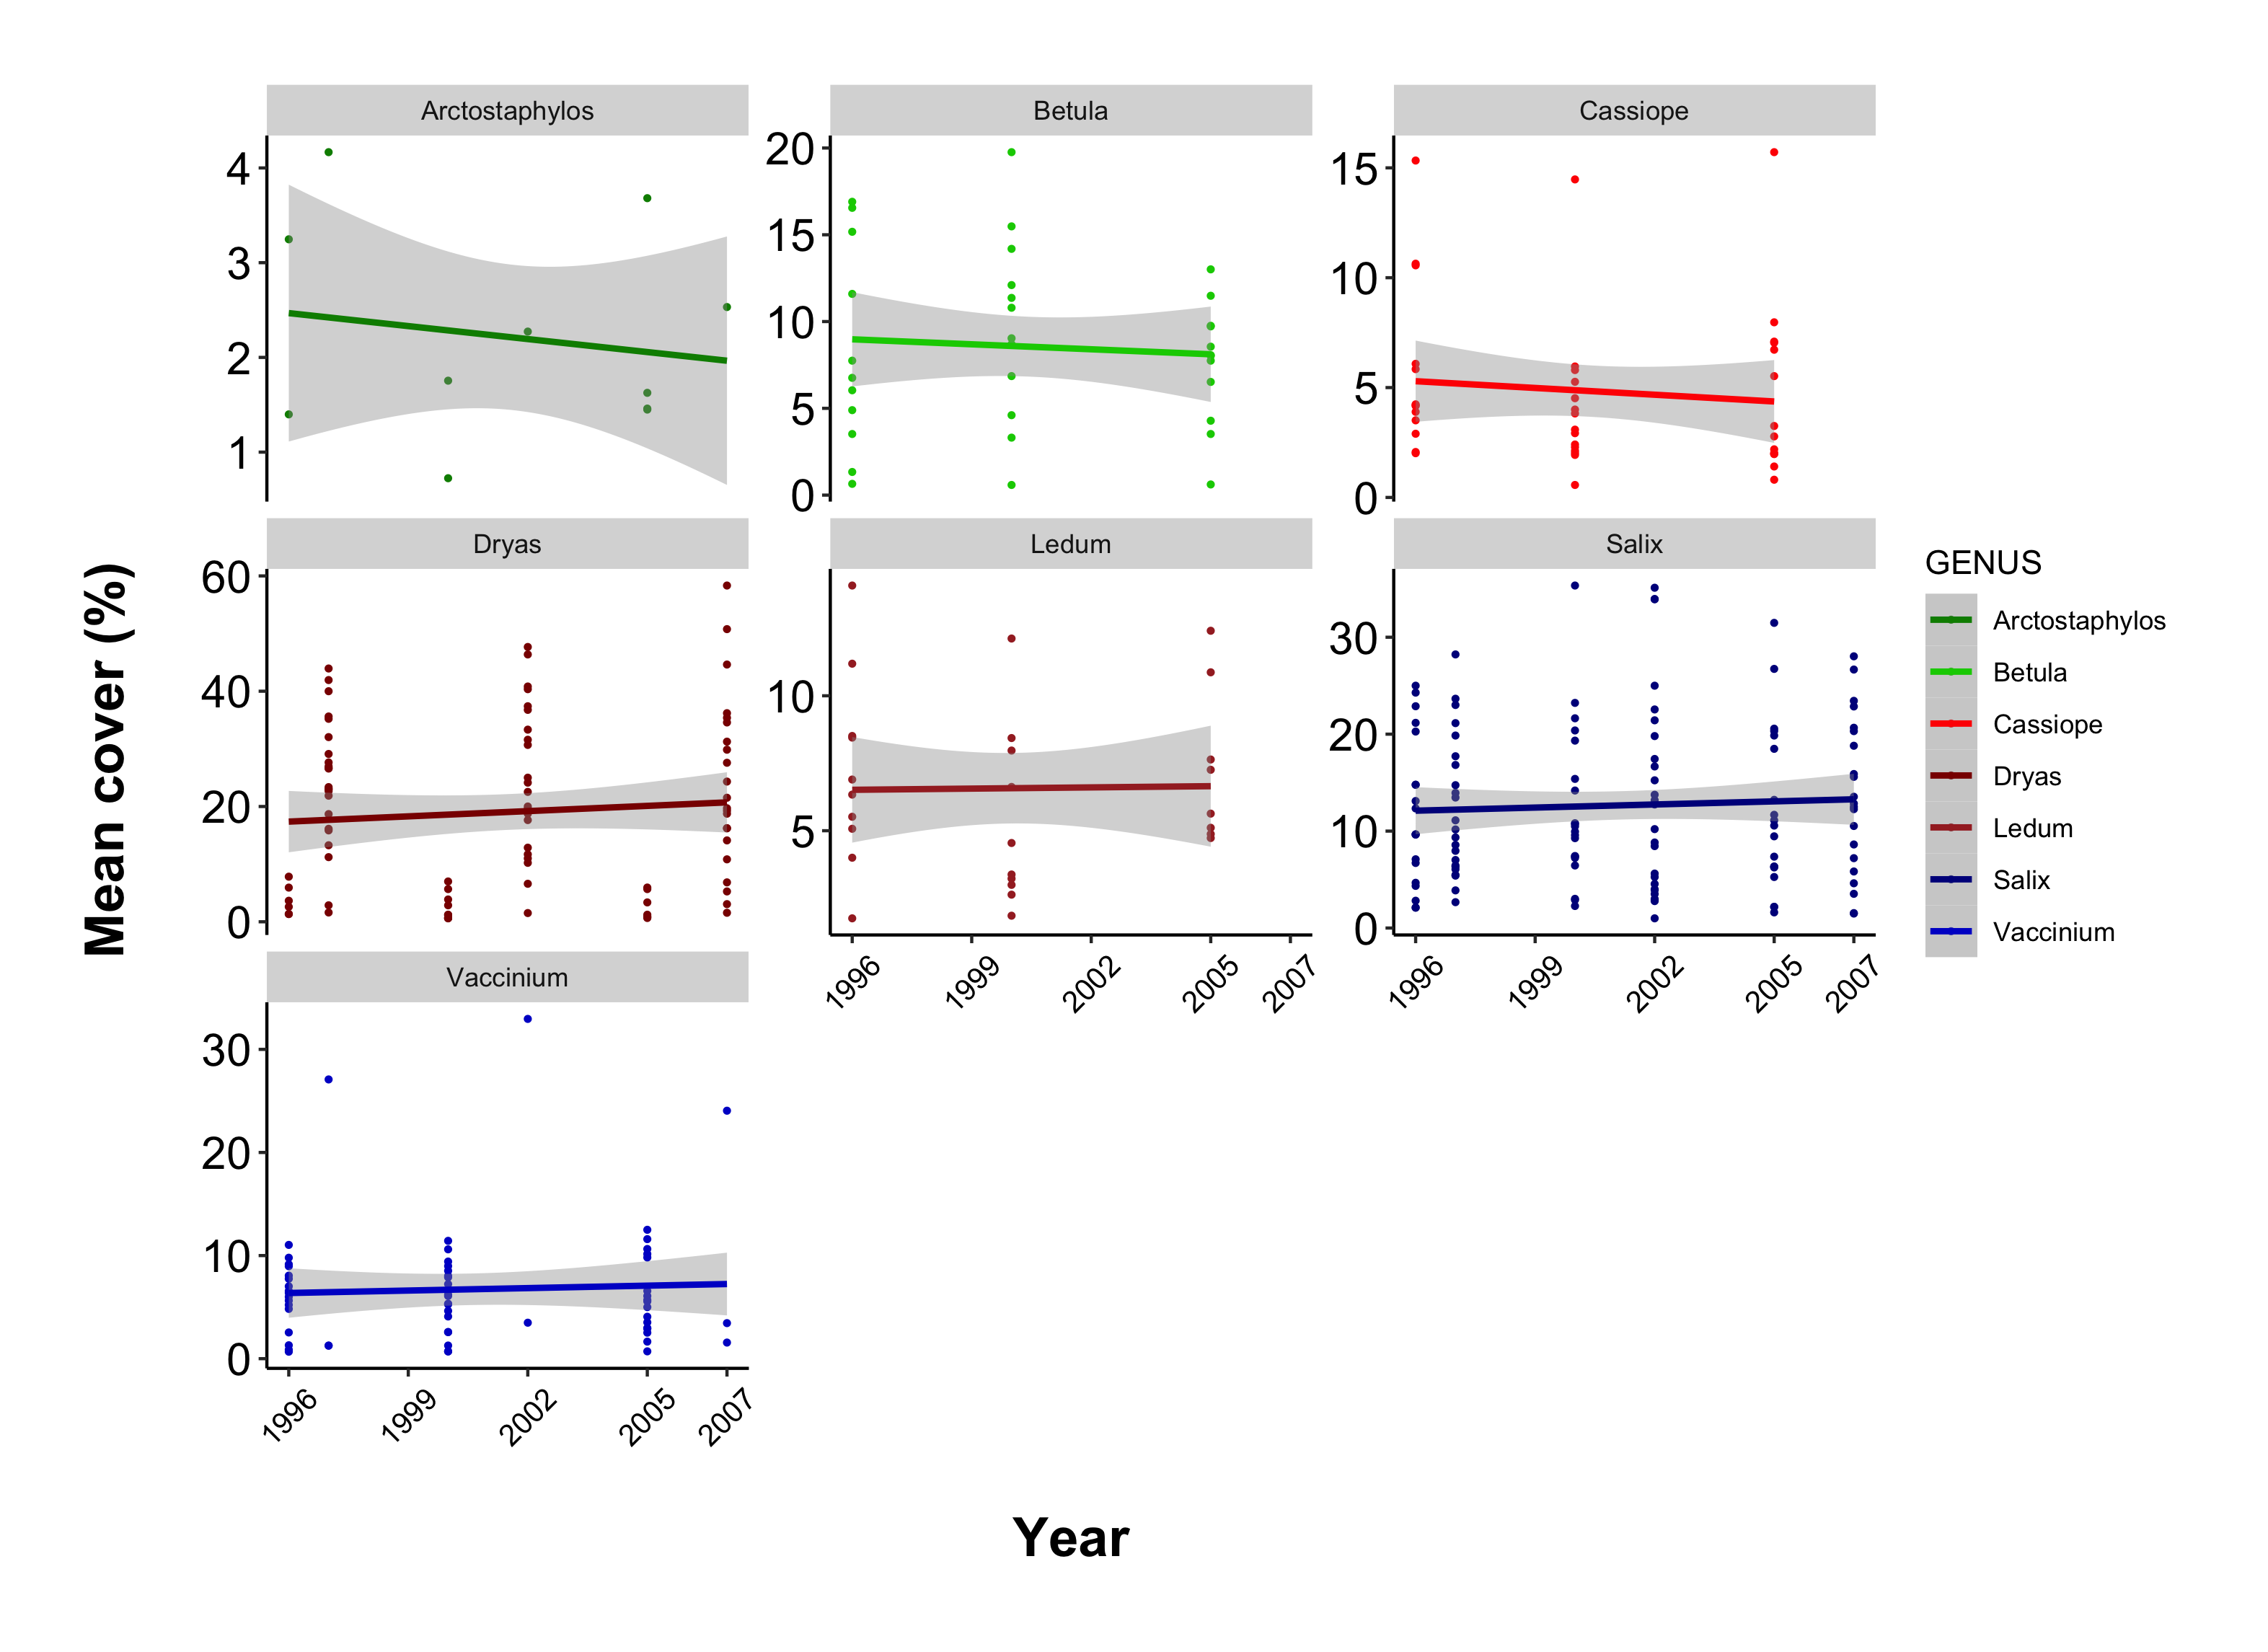 Arctostaphylos
Betula
Cassiope
4
3
2
1
20
15
10
5
0
15
10
5
0
Dryas
Ledum
Salix
60
40
20
0
10
5
30
20
10
0
1996
1999
2002
2005
2007
1996
1999
2002
2005
2007
Vaccinium
30
20
10
0
1996
1999
2002
2005
2007
Mean cover (%)
Year
GENUS
Arctostaphylos
Betula
Cassiope
Dryas
Ledum
Salix
Vaccinium